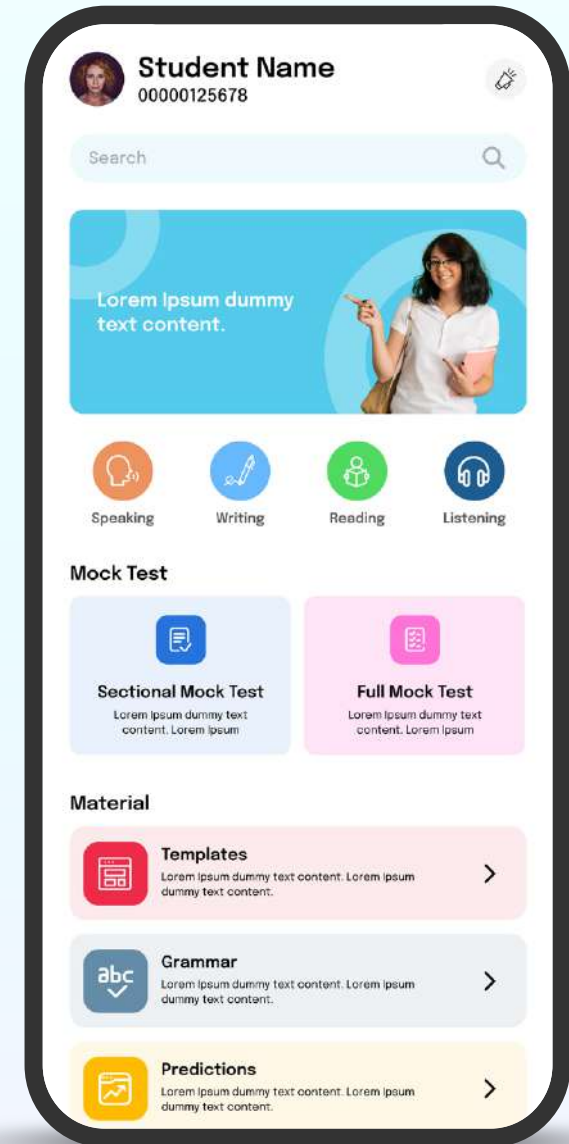 Student Name
00000125678
Search
Lorem Ipsum dummy
text content.
Speaking
Writing
Reading
Listening
Mock Test
Sectional Mock Test
Lorem Ipsum dummy text
content. Lorem Ipsum
Full Mock Test
Lorem Ipsum dummy text
content. Lorem Ipsum
Material
Templates
Lorem Ipsum dummy text content. Lorem Ipsum
dummy text content.
abc
Grammar
Lorem Ipsum dummy text content. Lorem Ipsum
dummy text content.
Predictions
Lorem Ipsum dummy text content. Lorem Ipsum
dummy text content.